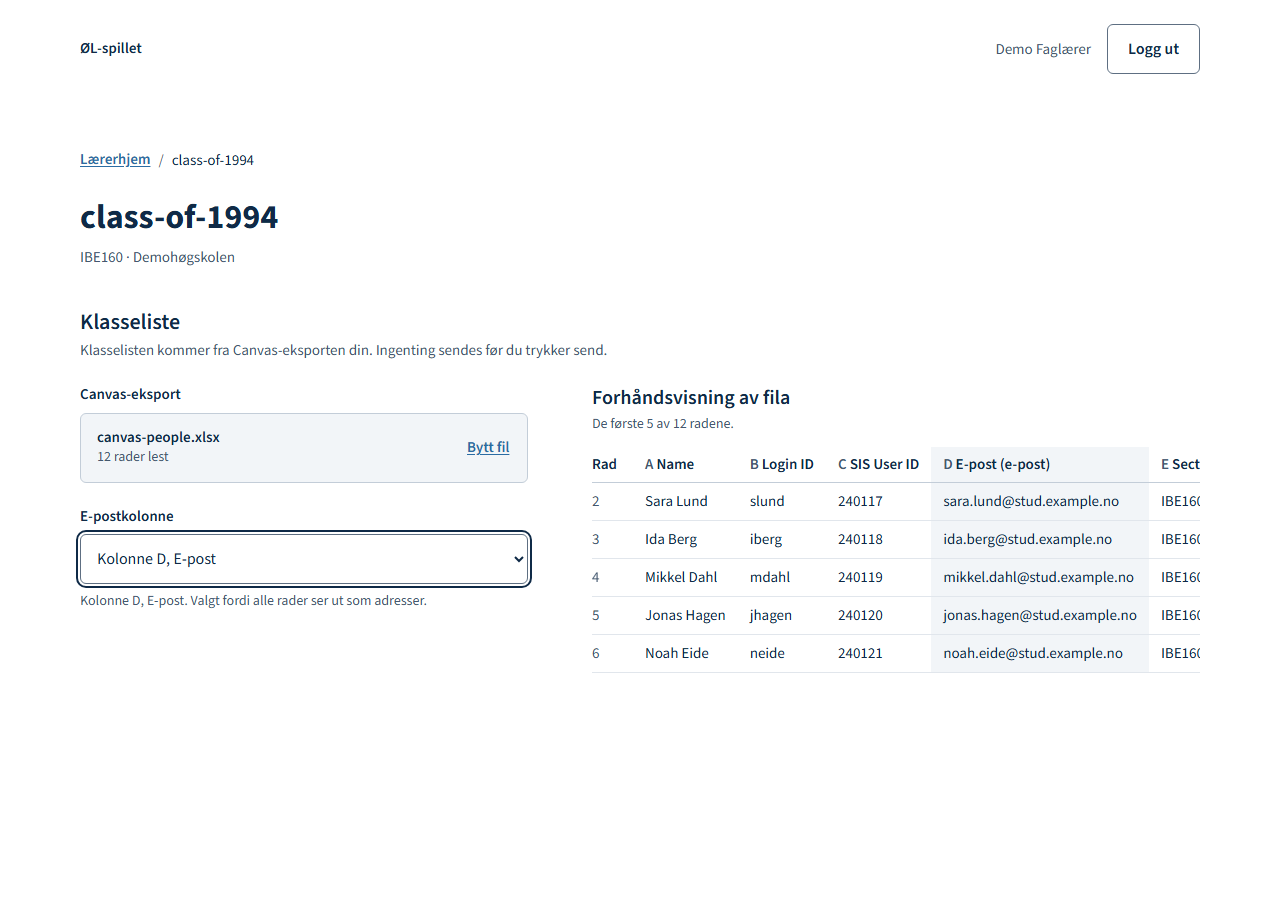 ØL-spillet
Demo Faglærer
Logg ut
Lærerhjem / class-of-1994
class-of-1994
IBE160 · Demohøgskolen
Klasseliste
Klasselisten kommer fra Canvas-eksporten din. Ingenting sendes før du trykker send.
Canvas-eksport
canvas-people.xlsx
12 rader lest
Bytt fil
E-postkolonne
Kolonne D, E-post
Kolonne D, E-post. Valgt fordi alle rader ser ut som adresser.
Forhåndsvisning av fila
De første 5 av 12 radene.
Rad A Name B Login ID C SIS User ID D E-post (e-post) E Sect
2 Sara Lund slund 240117 sara.lund@stud.example.no IBE160
3 Ida Berg iberg 240118 ida.berg@stud.example.no IBE160
4 Mikkel Dahl mdahl 240119 mikkel.dahl@stud.example.no IBE160
5 Jonas Hagen jhagen 240120 jonas.hagen@stud.example.no IBE160
6 Noah Eide neide 240121 noah.eide@stud.example.no IBE160